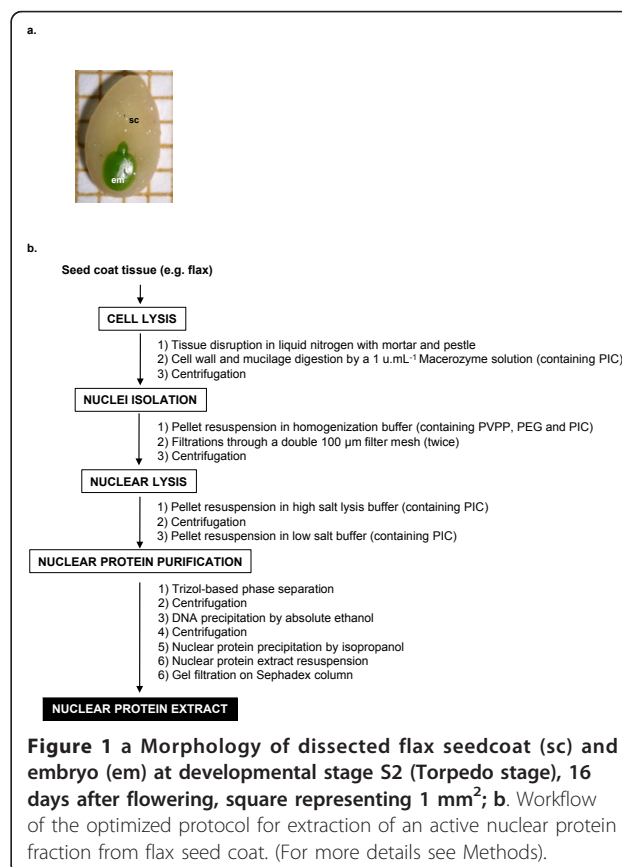 a.
sc
em
b.
Seed coat tissue (e.g. flax)
CELL LYSIS
1) Tissue disruption in liquid nitrogen with mortar and pestle
2) Cell wall and mucilage digestion by a 1 u.mL⁻¹ Macerozyme solution (containing PIC)
3) Centrifugation
NUCLEI ISOLATION
1) Pellet resuspension in homogenization buffer (containing PVPP, PEG and PIC)
2) Filtrations through a double 100 µm filter mesh (twice)
3) Centrifugation
NUCLEAR LYSIS
1) Pellet resuspension in high salt lysis buffer (containing PIC)
2) Centrifugation
3) Pellet resuspension in low salt buffer (containing PIC)
NUCLEAR PROTEIN PURIFICATION
1) Trizol-based phase separation
2) Centrifugation
3) DNA precipitation by absolute ethanol
4) Centrifugation
5) Nuclear protein precipitation by isopropanol
6) Nuclear protein extract resuspension
6) Gel filtration on Sephadex column
NUCLEAR PROTEIN EXTRACT
Figure 1 a Morphology of dissected flax seedcoat (sc) and
embryo (em) at developmental stage S2 (Torpedo stage), 16
days after flowering, square representing 1 mm²; b. Workflow
of the optimized protocol for extraction of an active nuclear protein
fraction from flax seed coat. (For more details see Methods).